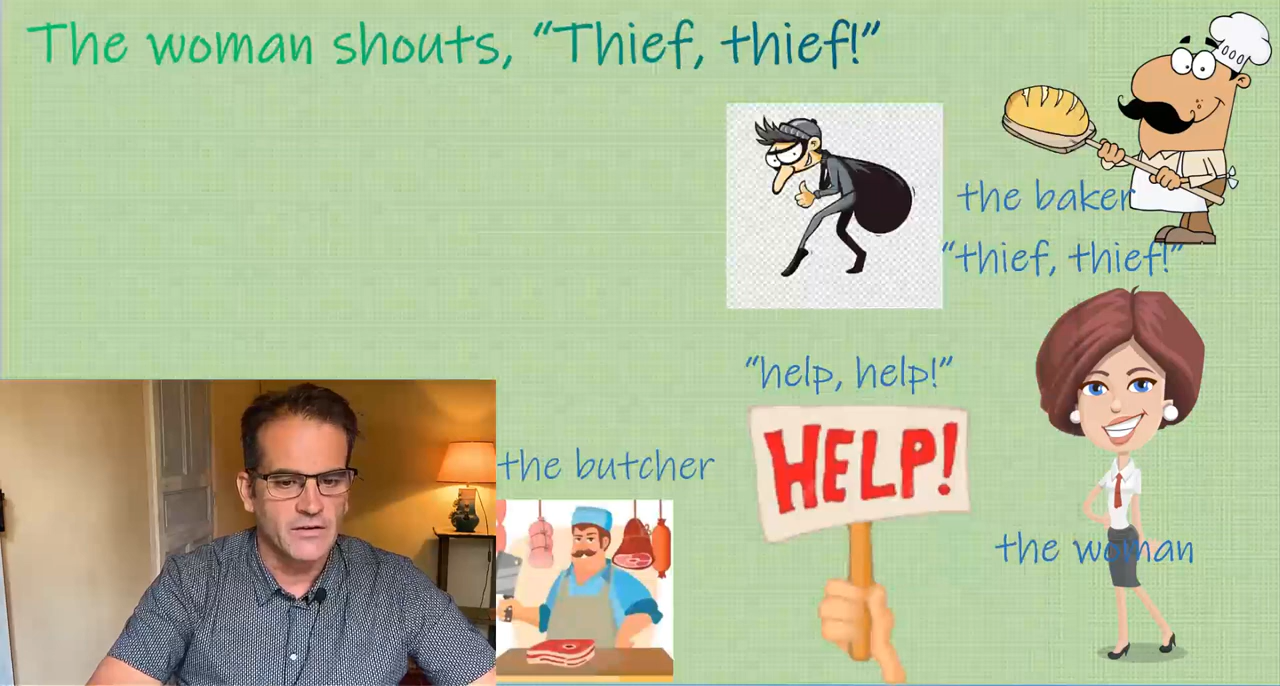 The woman shouts, “Thief, thief!”
the baker
“thief, thief!”
“help, help!”
HELP!
the butcher
the woman